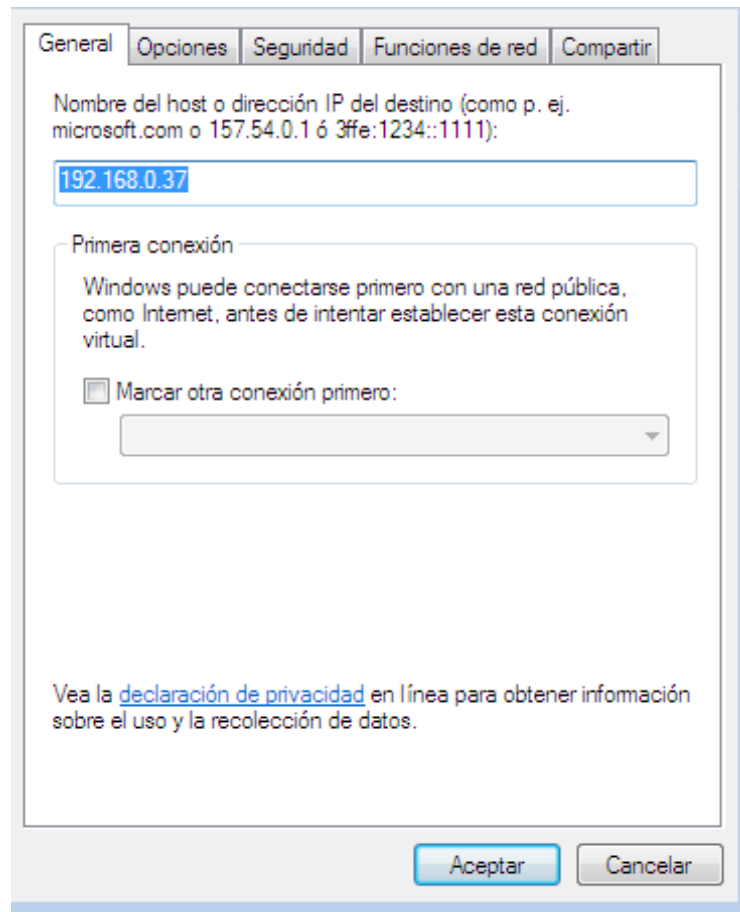 General Opciones Seguridad Funciones de red Compartir
Nombre del host o dirección IP del destino (como p. ej.
microsoft.com o 157.54.0.1 ó 3ffe:1234::1111):
192.168.0.37
Primera conexión
Windows puede conectarse primero con una red pública,
como Internet, antes de intentar establecer esta conexión
virtual.
Marcar otra conexión primero:
Vea la declaración de privacidad en línea para obtener información
sobre el uso y la recolección de datos.
Aceptar Cancelar